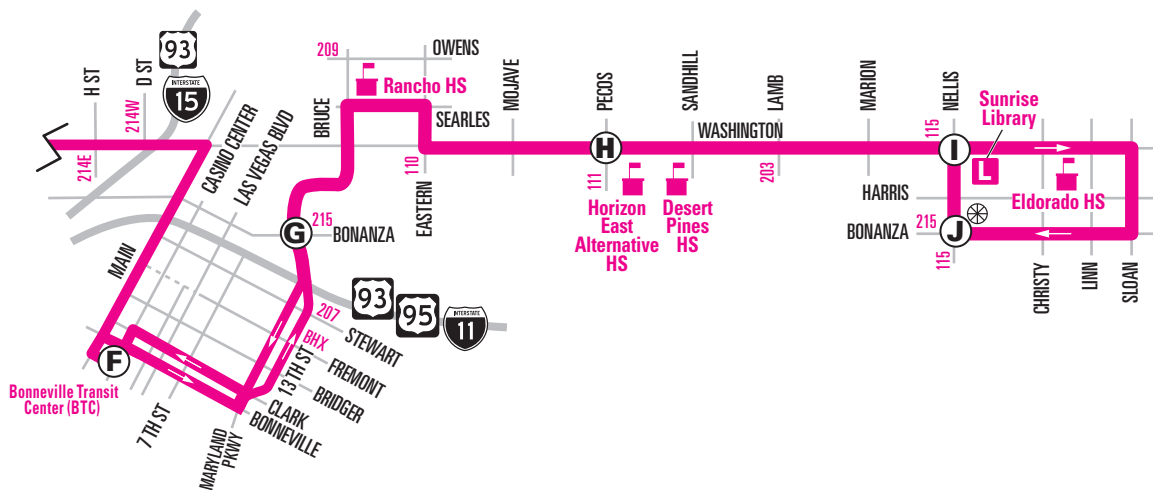 93
INTERSTATE
15
H ST
D ST
214W
214E
CASINO CENTER
LAS VEGAS BLVD
MAIN
209
OWENS
Rancho HS
BRUCE
SEARLES
110
EASTERN
MOJAVE
PECOS
SANDHILL
LAMB
MARION
NELLIS
WASHINGTON
H
111
203
Horizon
East
Alternative
HS
Desert
Pines
HS
115
I
Sunrise
Library
L
Eldorado HS
HARRIS
215
BONANZA
J
115
CHRISTY
LINN
SLOAN
G
215
BONANZA
93
95
INTERSTATE
11
207
STEWART
BHX
FREMONT
13TH ST
BRIDGER
CLARK
BONNEVILLE
MARYLAND
PKWY
7TH ST
F
Bonneville Transit
Center (BTC)